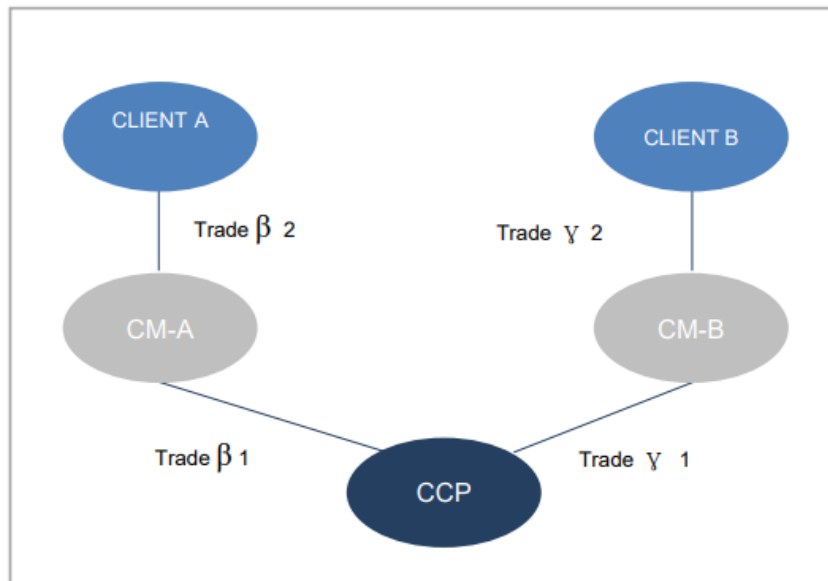 CLIENT A
CLIENT B
Trade β 2
Trade γ 2
CM-A
CM-B
Trade β 1
Trade γ 1
CCP